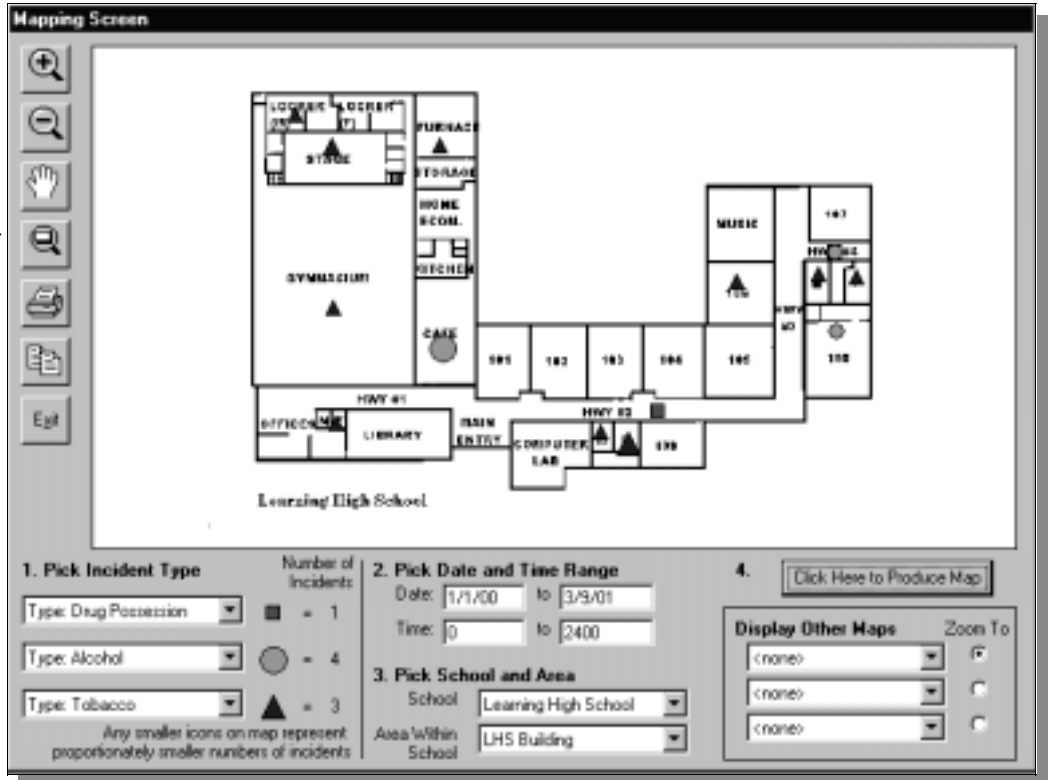 Mapping Screen
LOCKER LOCKER
FURNACE
STAGE
STORAGE
HOME
ECON.
MUSIC
107
KITCHEN
GYMNASIUM
CAFE
101
102
103
104
105
108
HWY 01
HWY 02
OFFICES
LIBRARY
MAIN
ENTRY
COMPUTER
LAB
Learning High School
Exit
1. Pick Incident Type
Number of
Incidents
Type: Drug Possession
= 1
Type: Alcohol
= 4
Type: Tobacco
= 3
Any smaller icons on map represent
proportionately smaller numbers of incidents
2. Pick Date and Time Range
Date: 1/1/00 to 3/9/01
Time: 0 to 2400
3. Pick School and Area
School Learning High School
Area Within
School
LHS Building
4. Click Here to Produce Map
Display Other Maps Zoom To
<none>
<none>
<none>